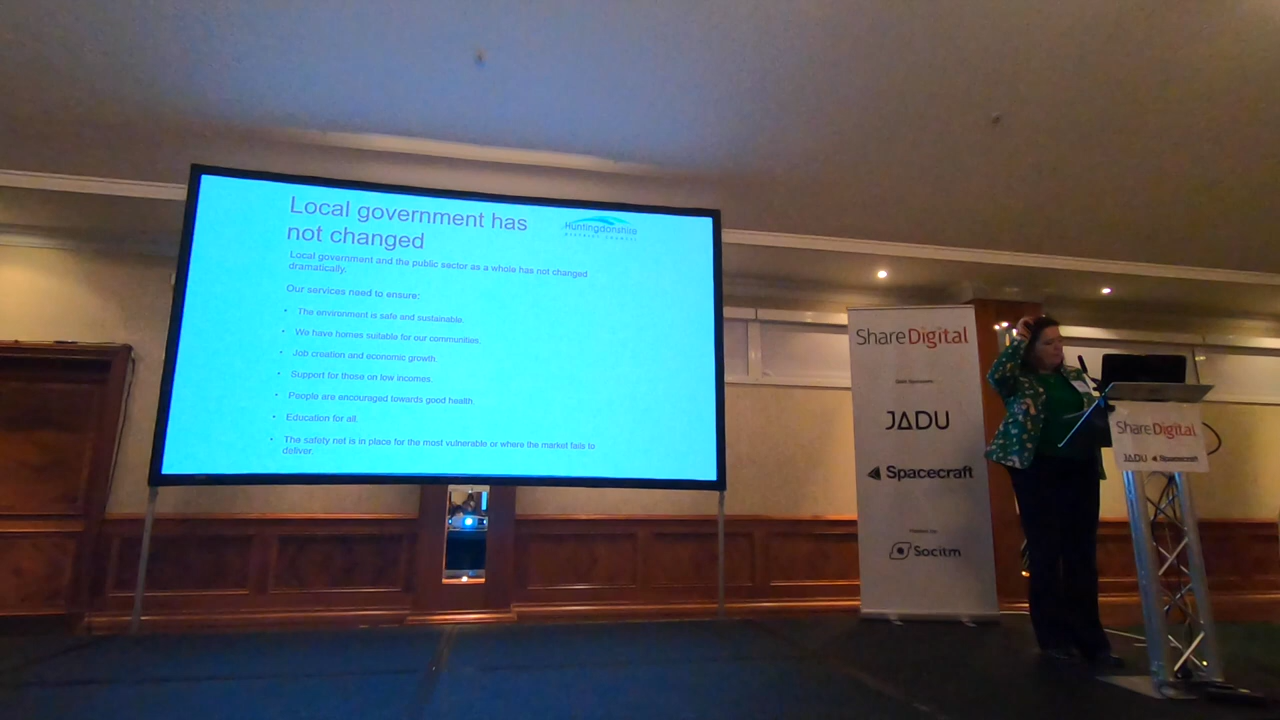 Local government has
not changed
Huntingdonshire
DISTRICT COUNCIL
Local government and the public sector as a whole has not changed
dramatically.
Our services need to ensure:
• The environment is safe and sustainable.
• We have homes suitable for our communities.
• Job creation and economic growth.
• Support for those on low incomes.
• People are encouraged towards good health.
• Education for all.
• The safety net is in place for the most vulnerable or where the market fails to
deliver.
ShareDigital
JADU
Spacecraft
Socitm
ShareDigital
JADU Spacecraft